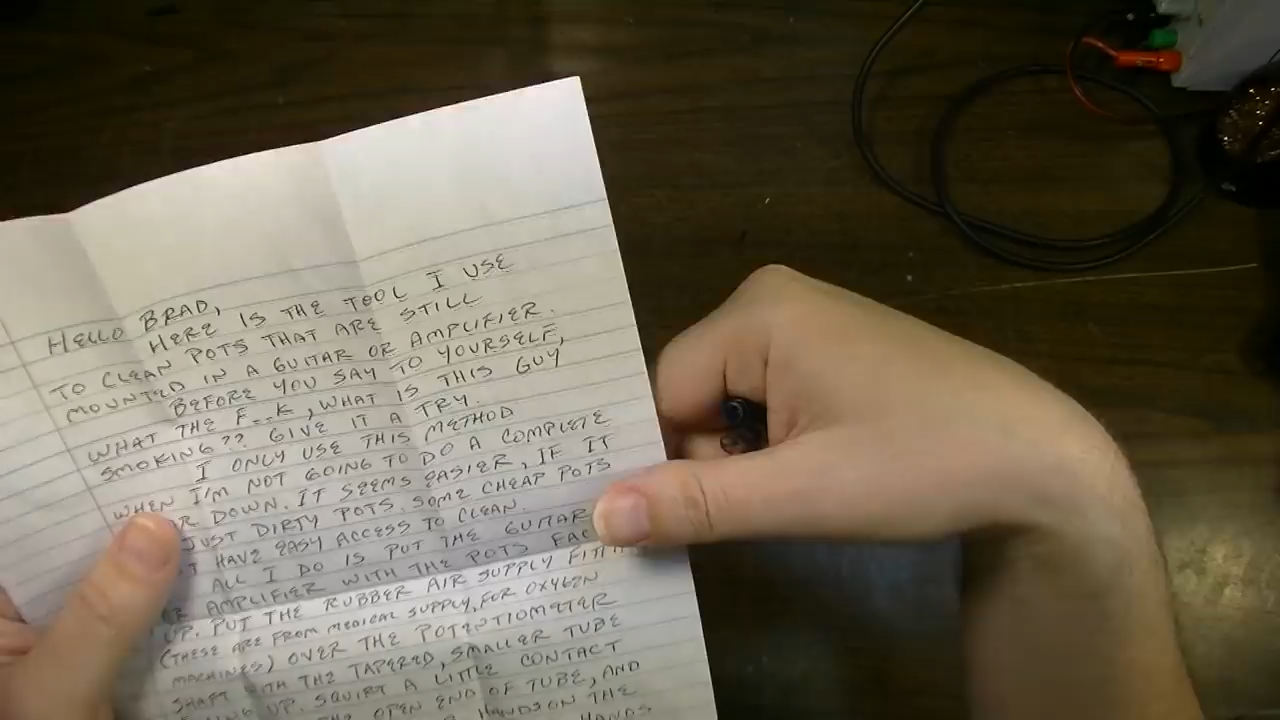 HELLO BRAD,
HERE IS THE TOOL I USE
TO CLEAN POTS THAT ARE STILL
MOUNTED IN A GUITAR OR AMPLIFIER.
BEFORE YOU SAY TO YOURSELF,
WHAT THE F--K, WHAT IS THIS GUY
SMOKING?? GIVE IT A TRY.
I ONLY USE THIS METHOD
WHEN I'M NOT GOING TO DO A COMPLETE
DOWN. IT SEEMS EASIER, IF IT
JUST DIRTY POTS. SOME CHEAP POTS
HAVE EASY ACCESS TO CLEAN.
ALL I DO IS PUT THE GUITAR
OR AMPLIFIER WITH THE POTS
UP. PUT THE RUBBER AIR SUPPLY
(THESE ARE FROM MEDICAL SUPPLY, FOR OXYGEN
MACHINES) OVER THE POTENTIOMETER
SHAFT WITH THE TAPERED, SMALLER TUBE
UP. SQUIRT A LITTLE CONTACT
OPEN END OF TUBE, AND
HANDS ON THE
HANDS